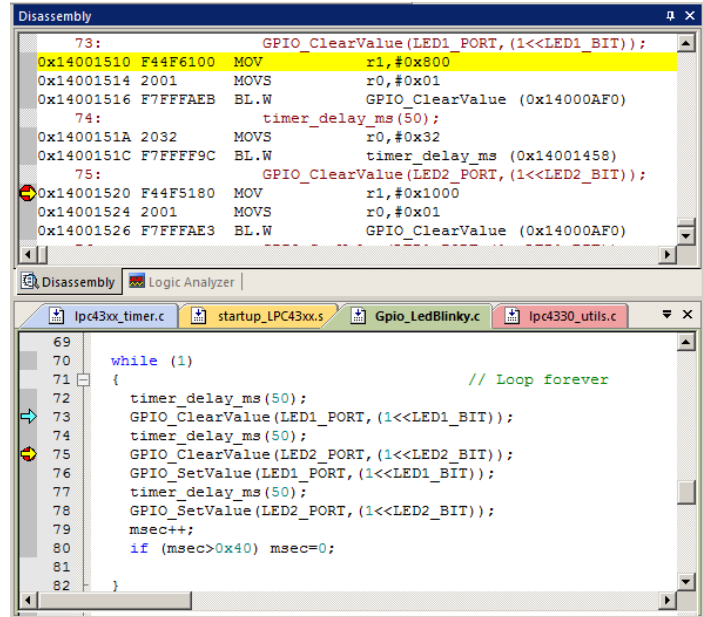 Disassembly
73: GPIO_ClearValue(LED1_PORT,(1<<LED1_BIT));
0x14001510 F44F6100 MOV r1,#0x800
0x14001514 2001 MOVS r0,#0x01
0x14001516 F7FFFAEB BL.W GPIO_ClearValue (0x14000AF0)
74: timer_delay_ms(50);
0x1400151A 2032 MOVS r0,#0x32
0x1400151C F7FFFF9C BL.W timer_delay_ms (0x14001458)
75: GPIO_ClearValue(LED2_PORT,(1<<LED2_BIT));
0x14001520 F44F5180 MOV r1,#0x1000
0x14001524 2001 MOVS r0,#0x01
0x14001526 F7FFFAE3 BL.W GPIO_ClearValue (0x14000AF0)
Disassembly Logic Analyzer
lpc43xx_timer.c startup_LPC43xx.s Gpio_LedBlinky.c lpc4330_utils.c
69
70 while (1)
71 { // Loop forever
72 timer_delay_ms(50);
73 GPIO_ClearValue(LED1_PORT,(1<<LED1_BIT));
74 timer_delay_ms(50);
75 GPIO_ClearValue(LED2_PORT,(1<<LED2_BIT));
76 GPIO_SetValue(LED1_PORT,(1<<LED1_BIT));
77 timer_delay_ms(50);
78 GPIO_SetValue(LED2_PORT,(1<<LED2_BIT));
79 msec++;
80 if (msec>0x40) msec=0;
81
82 }